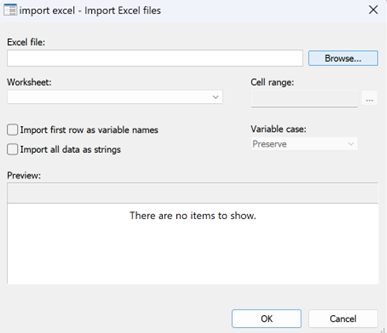 import excel - Import Excel files
Excel file:
Browse...
Worksheet:
Cell range:
...
Import first row as variable names
Variable case:
Import all data as strings
Preserve
Preview:
There are no items to show.
OK
Cancel